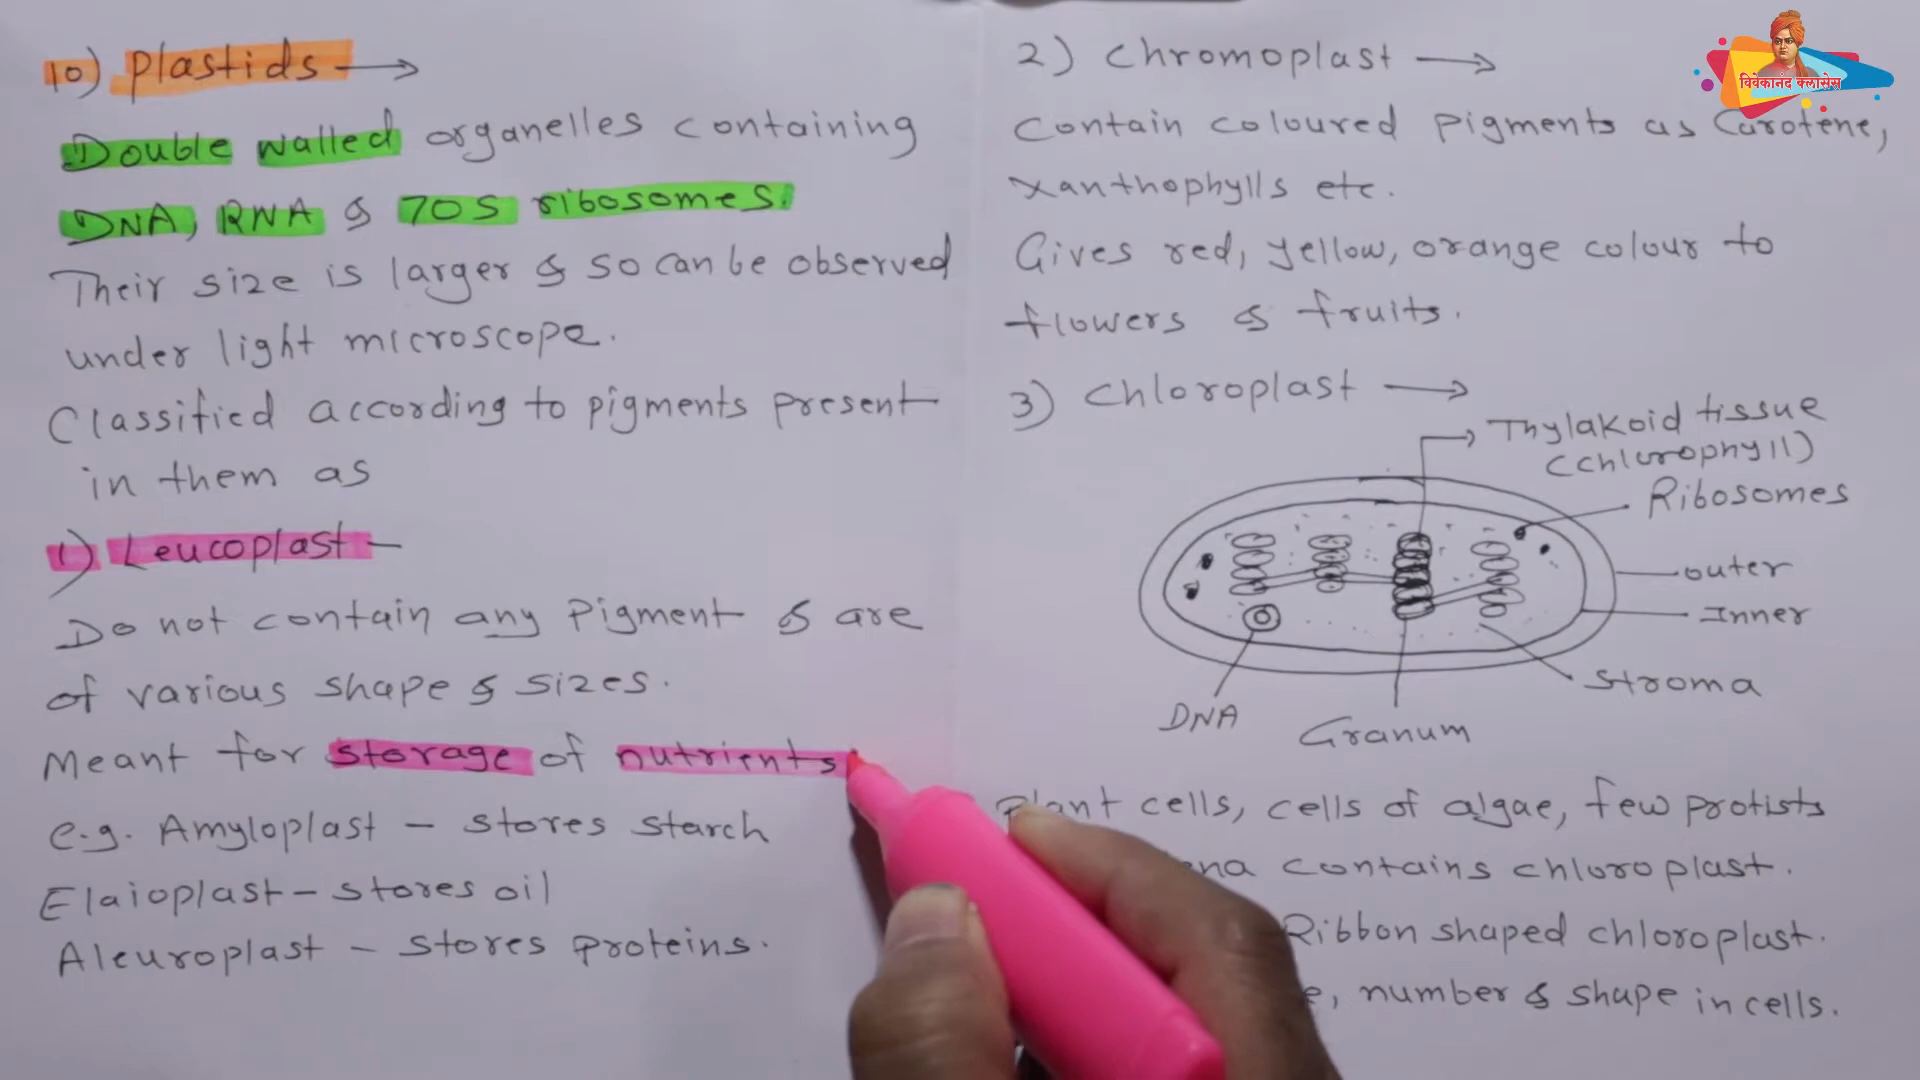 10) Plastids →
Double walled organelles containing
DNA, RNA & 70S ribosomes.
Their size is larger & so can be observed
under light microscope.
Classified according to pigments present
in them as
1) Leucoplast -
Do not contain any Pigment & are
of various shape & sizes.
Meant for storage of nutrients
e.g. Amyloplast - stores starch
Elaioplast - stores oil
Aleuroplast - stores proteins.
विवेकानंद क्लासेस
2) Chromoplast →
Contain coloured pigments as Carotene,
Xanthophylls etc.
Gives red, yellow, orange colour to
flowers & fruits.
3) Chloroplast →
Thylakoid tissue
(Chlorophyll)
Ribosomes
outer
Inner
Stroma
DNA
Granum
Plant cells, cells of algae, few protists
contains chloroplast.
Ribbon shaped chloroplast.
, number & shape in cells.